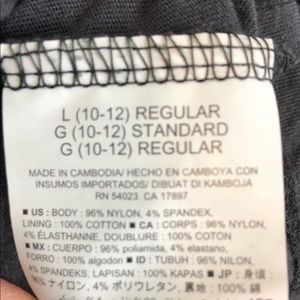 L (10-12) REGULAR
G (10-12) STANDARD
G (10-12) REGULAR
MADE IN CAMBODIA/ HECHO EN CAMBOYA CON
INSUMOS IMPORTADOS/ DIBUAT DI KAMBOJA
RN 54023 CA 17897
■ US : BODY : 96% NYLON, 4% SPANDEX,
LINING : 100% COTTON ■ CA : CORPS : 96% NYLON,
4% ÉLASTHANNE, DOUBLURE : 100% COTON
■ MX : CUERPO : 96% poliamida, 4% elastano,
FORRO: 100% algodon ■ ID : TUBUH : 96% NILON,
4% SPANDEKS, LAPISAN : 100% KAPAS ■ JP : 身頃 :
96% ナイロン, 4% ポリウレタン, 裏地 : 100% 綿